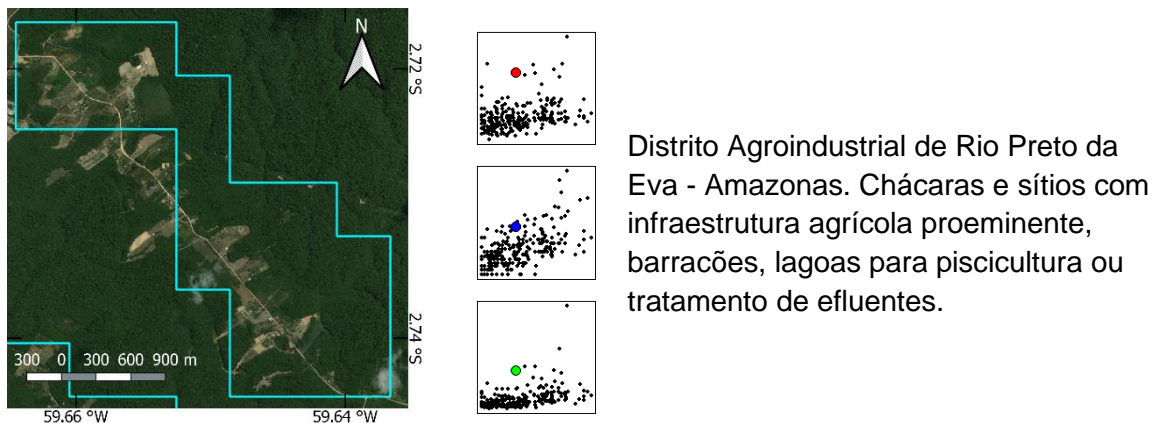 N
2.72 °S
2.74 °S
300 0 300 600 900 m
59.66 °W
59.64 °W
Distrito Agroindustrial de Rio Preto da
Eva - Amazonas. Chácaras e sítios com
infraestrutura agrícola proeminente,
barracões, lagoas para piscicultura ou
tratamento de efluentes.